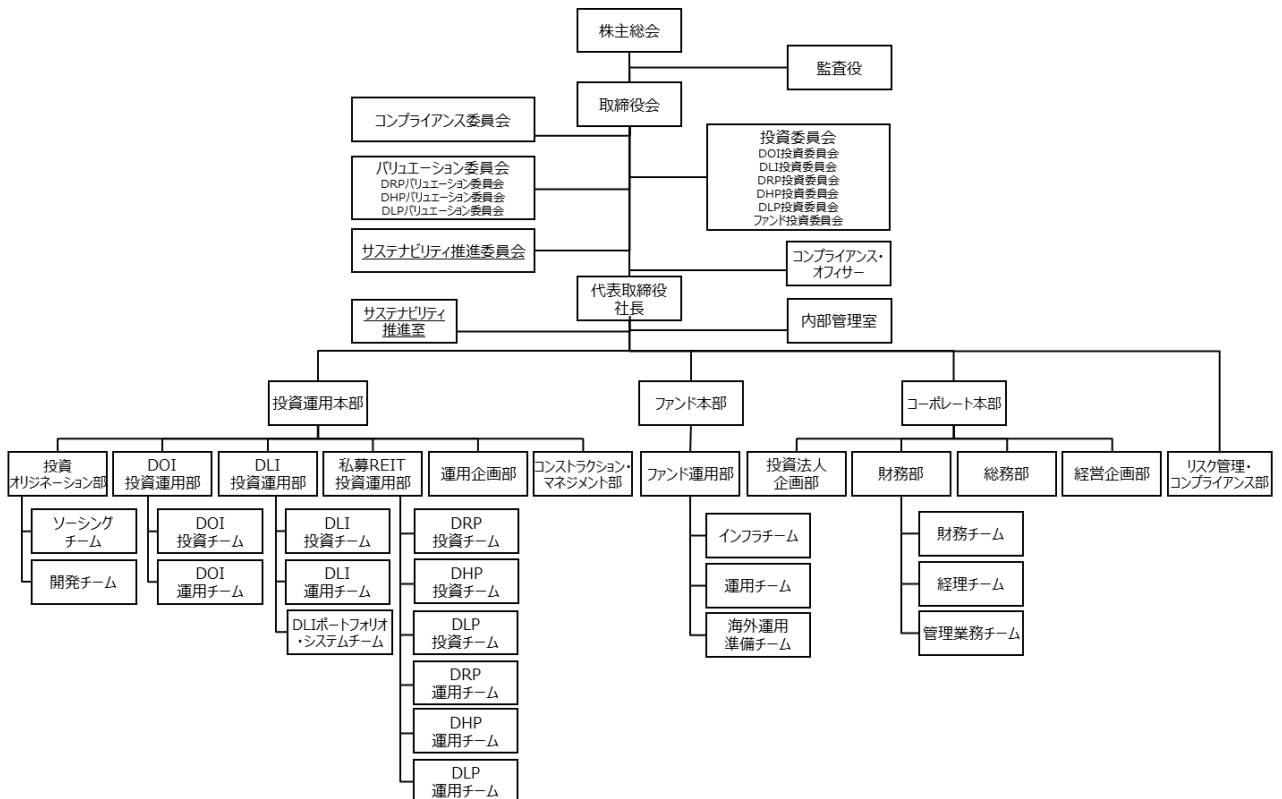 株主総会
監査役
取締役会
コンプライアンス委員会
投資委員会
DOI投資委員会
DLI投資委員会
DRP投資委員会
DHP投資委員会
DLP投資委員会
ファンド投資委員会
バリュエーション委員会
DRPバリュエーション委員会
DHPバリュエーション委員会
DLPバリュエーション委員会
サステナビリティ推進委員会
コンプライアンス・
オフィサー
代表取締役
社長
サステナビリティ
推進室
内部管理室
投資運用本部
ファンド本部
コーポレート本部
投資
オリジネーション部
DOI
投資運用部
DLI
投資運用部
私募REIT
投資運用部
運用企画部
コンストラクション・
マネジメント部
ファンド運用部
投資法人
企画部
財務部
総務部
経営企画部
リスク管理・
コンプライアンス部
ソーシング
チーム
開発チーム
DOI
投資チーム
DOI
運用チーム
DLI
投資チーム
DLI
運用チーム
DLIポートフォリオ
・システムチーム
DRP
投資チーム
DHP
投資チーム
DLP
投資チーム
DRP
運用チーム
DHP
運用チーム
DLP
運用チーム
インフラチーム
運用チーム
海外運用
準備チーム
財務チーム
経理チーム
管理業務チーム